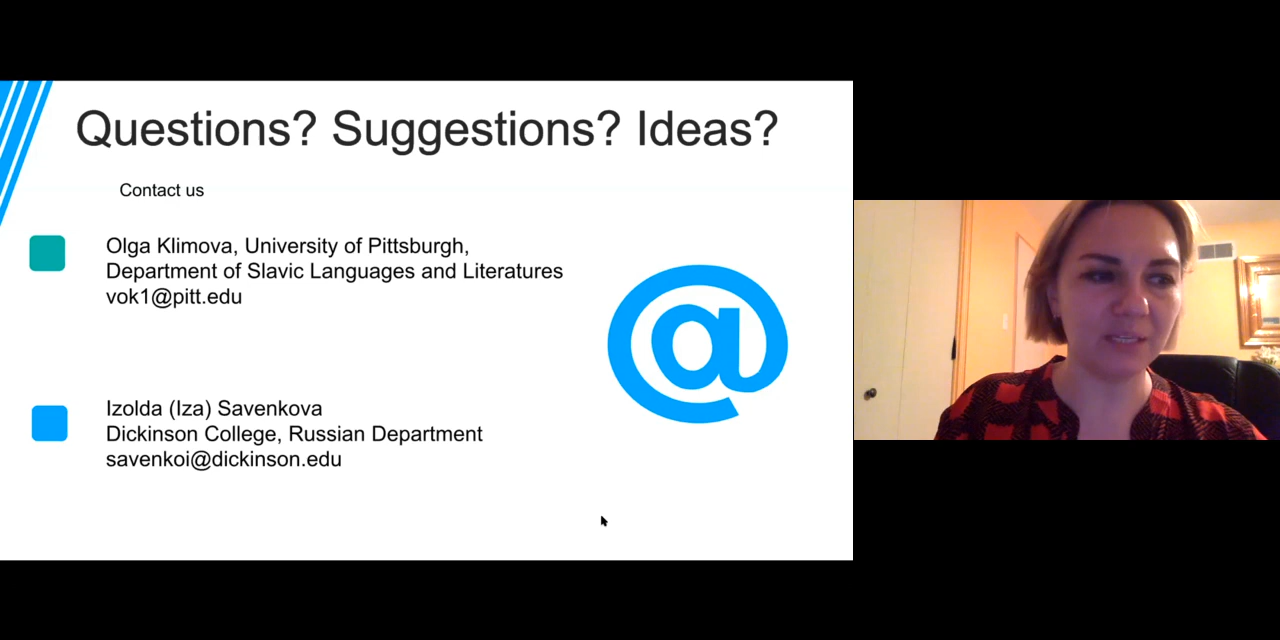 Questions? Suggestions? Ideas?
Contact us
Olga Klimova, University of Pittsburgh,
Department of Slavic Languages and Literatures
vok1@pitt.edu
@
Izolda (Iza) Savenkova
Dickinson College, Russian Department
savenkoi@dickinson.edu